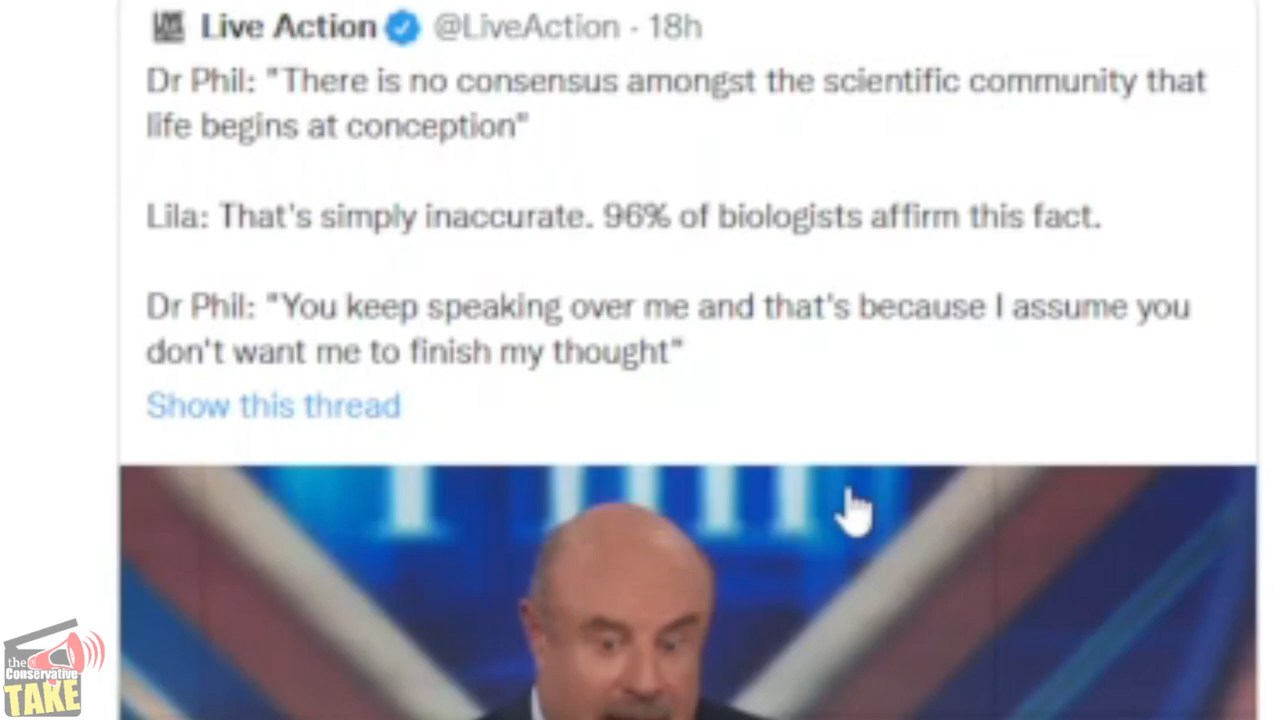 Live Action @LiveAction · 18h
Dr Phil: "There is no consensus amongst the scientific community that
life begins at conception"
Lila: That's simply inaccurate. 96% of biologists affirm this fact.
Dr Phil: "You keep speaking over me and that's because I assume you
don't want me to finish my thought"
Show this thread
the
Conservative
TAKE